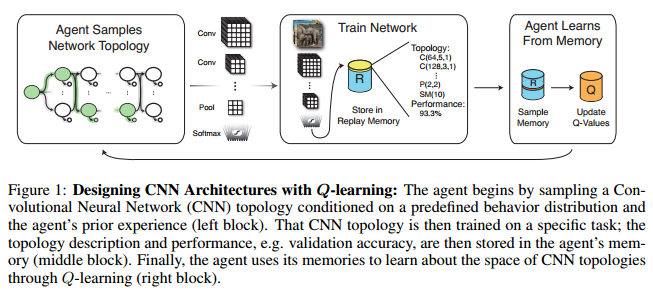 Agent Samples
Network Topology
Conv
Conv
Pool
Softmax
Train Network
R
Store in
Replay Memory
Topology:
C(64,5,1)
C(128,3,1)
P(2,2)
SM(10)
Performance:
93.3%
Agent Learns
From Memory
R
Sample
Memory
Q
Update
Q-Values
Figure 1: Designing CNN Architectures with Q-learning: The agent begins by sampling a Con-
volutional Neural Network (CNN) topology conditioned on a predefined behavior distribution and
the agent's prior experience (left block). That CNN topology is then trained on a specific task; the
topology description and performance, e.g. validation accuracy, are then stored in the agent's mem-
ory (middle block). Finally, the agent uses its memories to learn about the space of CNN topologies
through Q-learning (right block).